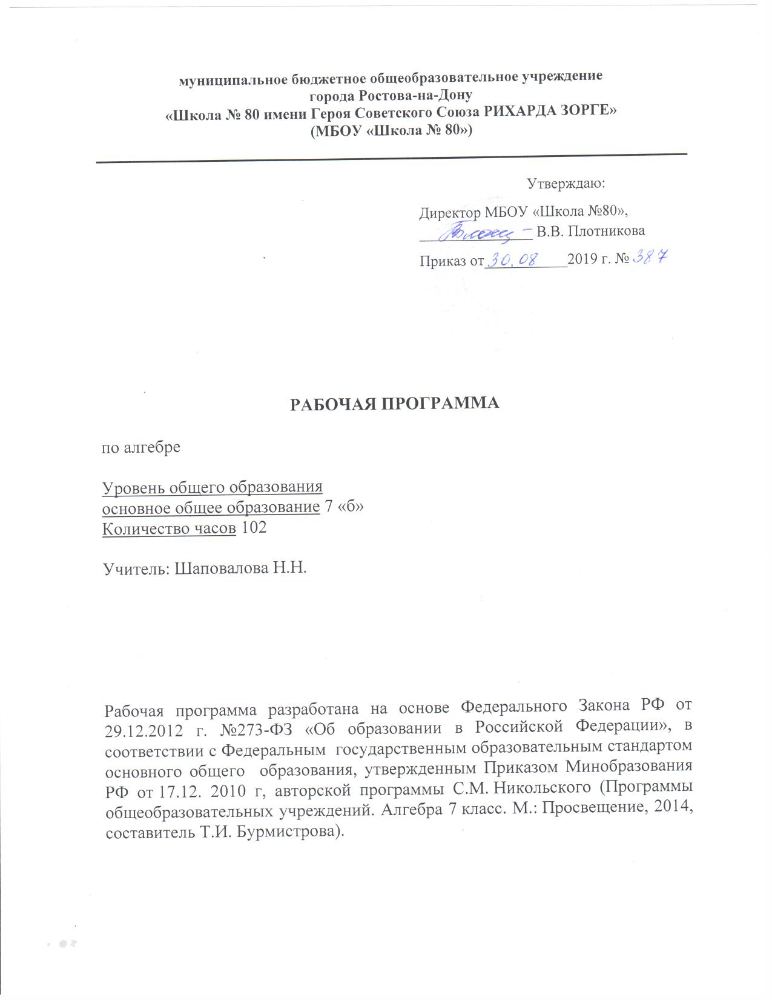 муниципальное бюджетное общеобразовательное учреждение
города Ростова-на-Дону
«Школа № 80 имени Героя Советского Союза РИХАРДА ЗОРГЕ»
(МБОУ «Школа № 80»)
Утверждаю:
Директор МБОУ «Школа №80»,
В.В. Плотникова
Приказ от 30.08 2019 г. № 387
РАБОЧАЯ ПРОГРАММА
по алгебре
Уровень общего образования
основное общее образование 7 «б»
Количество часов 102
Учитель: Шаповалова Н.Н.
Рабочая программа разработана на основе Федерального Закона РФ от
29.12.2012 г. №273-ФЗ «Об образовании в Российской Федерации», в
соответствии с Федеральным государственным образовательным стандартом
основного общего образования, утвержденным Приказом Минобразования
РФ от 17.12. 2010 г, авторской программы С.М. Никольского (Программы
общеобразовательных учреждений. Алгебра 7 класс. М.: Просвещение, 2014,
составитель Т.И. Бурмистрова).